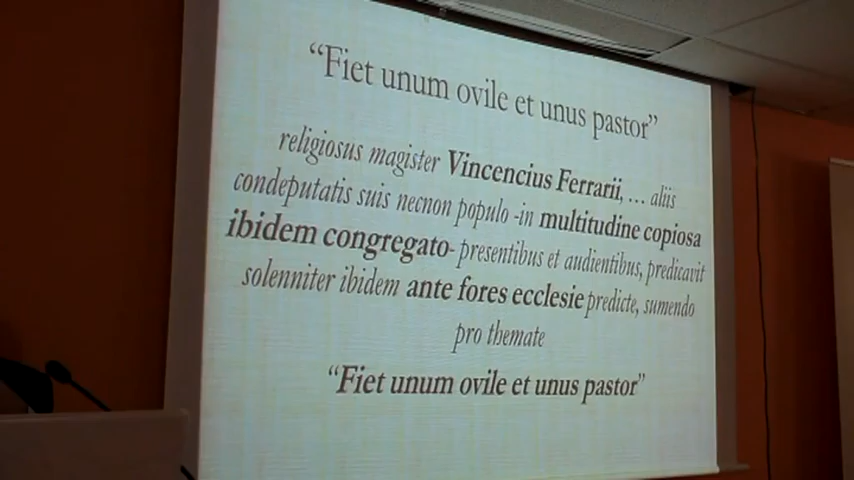 “Fiet unum ovile et unus pastor”
religiosus magister Vincencius Ferrarii, ... aliis
condeputatis suis necnon populo -in multitudine copiosa
ibidem congregato- presentibus et audientibus, predicavit
solenniter ibidem ante fores ecclesie predicte, sumendo
pro themate
“Fiet unum ovile et unus pastor”